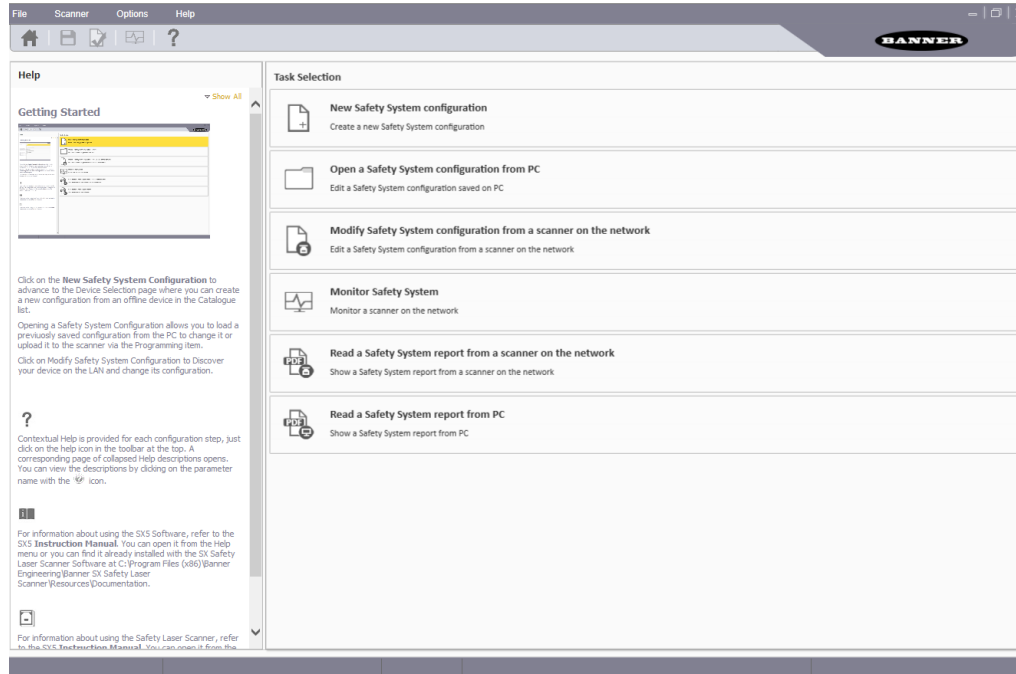 File Scanner Options Help
BANNER
Help
Show All
Getting Started
Click on the New Safety System Configuration to
advance to the Device Selection page where you can create
a new configuration from an offline device in the Catalogue
list.
Opening a Safety System Configuration allows you to load a
previuosly saved configuration from the PC to change it or
upload it to the scanner via the Programming item.
Click on Modify Safety System Configuration to Discover
your device on the LAN and change its configuration.
?
Contextual Help is provided for each configuration step, just
click on the help icon in the toolbar at the top. A
corresponding page of collapsed Help descriptions opens.
You can view the descriptions by clicking on the parameter
name with the icon.
For information about using the SX5 Software, refer to the
SX5 Instruction Manual. You can open it from the Help
menu or you can find it already installed with the SX Safety
Laser Scanner Software at C:\Program Files (x86)\Banner
Engineering\Banner SX Safety Laser
Scanner\Resources\Documentation.
For information about using the Safety Laser Scanner, refer
to the SX5 Instruction Manual. You can open it from the
Task Selection
New Safety System configuration
Create a new Safety System configuration
Open a Safety System configuration from PC
Edit a Safety System configuration saved on PC
Modify Safety System configuration from a scanner on the network
Edit a Safety System configuration from a scanner on the network
Monitor Safety System
Monitor a scanner on the network
PDF
Read a Safety System report from a scanner on the network
Show a Safety System report from a scanner on the network
PDF
Read a Safety System report from PC
Show a Safety System report from PC